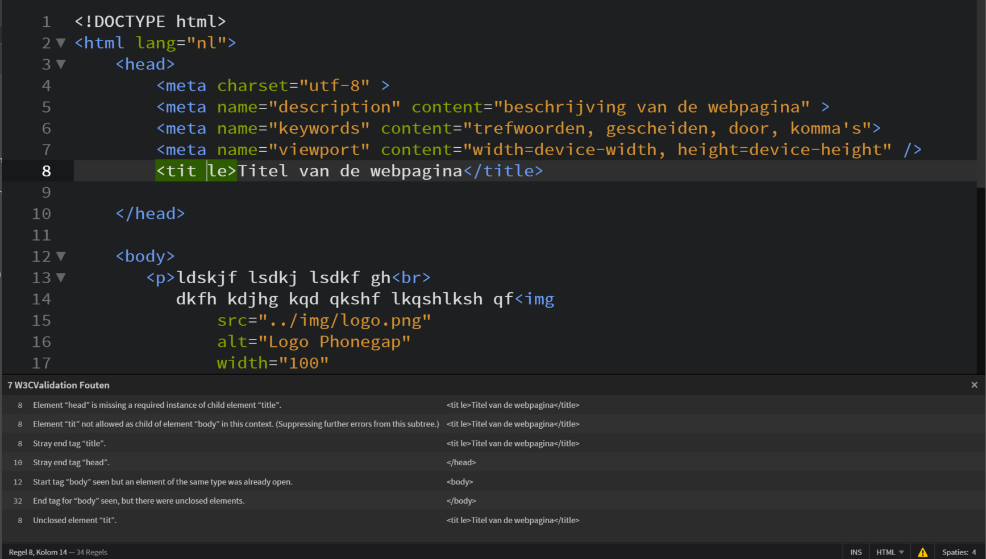 1 <!DOCTYPE html>
2 <html lang="nl">
3 <head>
4 <meta charset="utf-8" >
5 <meta name="description" content="beschrijving van de webpagina" >
6 <meta name="keywords" content="trefwoorden, gescheiden, door, komma's">
7 <meta name="viewport" content="width=device-width, height=device-height" />
8 <tit le>Titel van de webpagina</title>
9
10 </head>
11
12 <body>
13 <p>ldskjf lsdkj lsdkf gh<br>
14 dkfh kdjhg kqd qkshf lkqshlksh qf<img
15 src="../img/logo.png"
16 alt="Logo Phonegap"
17 width="100"
7 W3CValidation Fouten ×
8 Element "head" is missing a required instance of child element "title". <tit le>Titel van de webpagina</title>
8 Element "tit" not allowed as child of element "body" in this context. (Suppressing further errors from this subtree.) <tit le>Titel van de webpagina</title>
8 Stray end tag "title". <tit le>Titel van de webpagina</title>
10 Stray end tag "head". </head>
12 Start tag "body" seen but an element of the same type was already open. <body>
32 End tag for "body" seen, but there were unclosed elements. </body>
8 Unclosed element "tit". <tit le>Titel van de webpagina</title>
Regel 8, Kolom 14 — 34 Regels INS HTML Spaties: 4